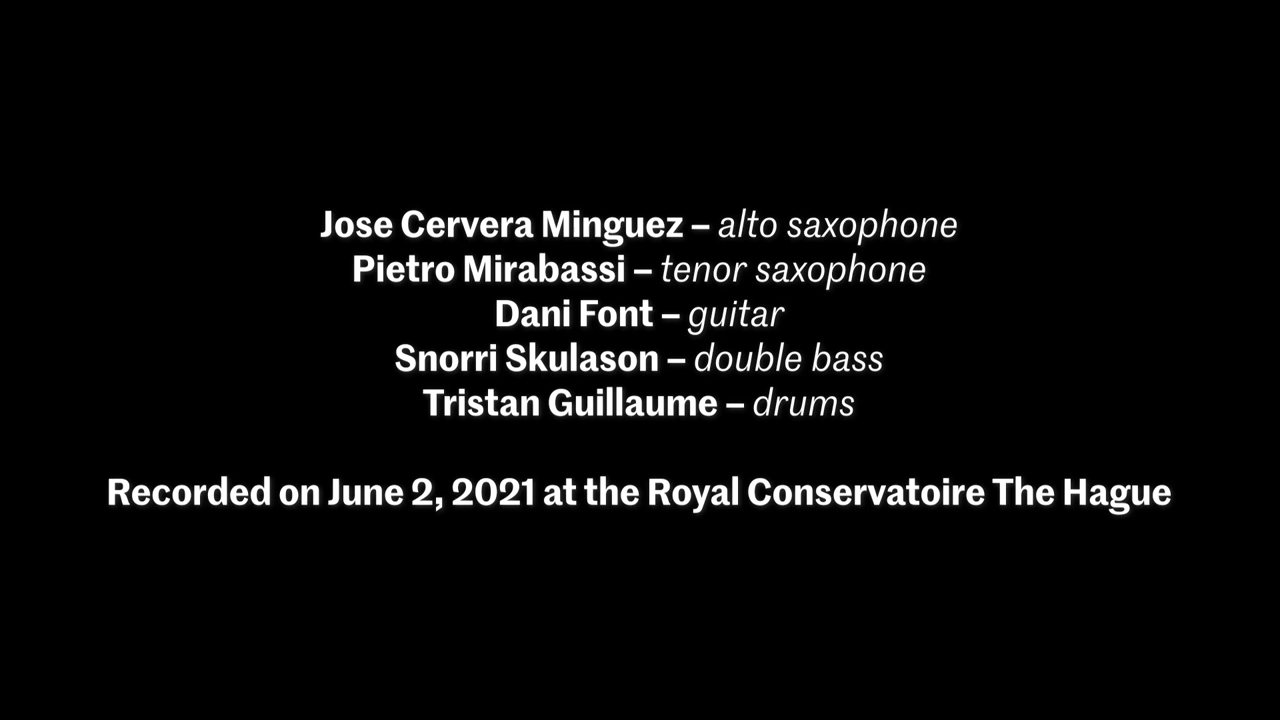 Jose Cervera Minguez – alto saxophone
Pietro Mirabassi – tenor saxophone
Dani Font – guitar
Snorri Skulason – double bass
Tristan Guillaume – drums
Recorded on June 2, 2021 at the Royal Conservatoire The Hague